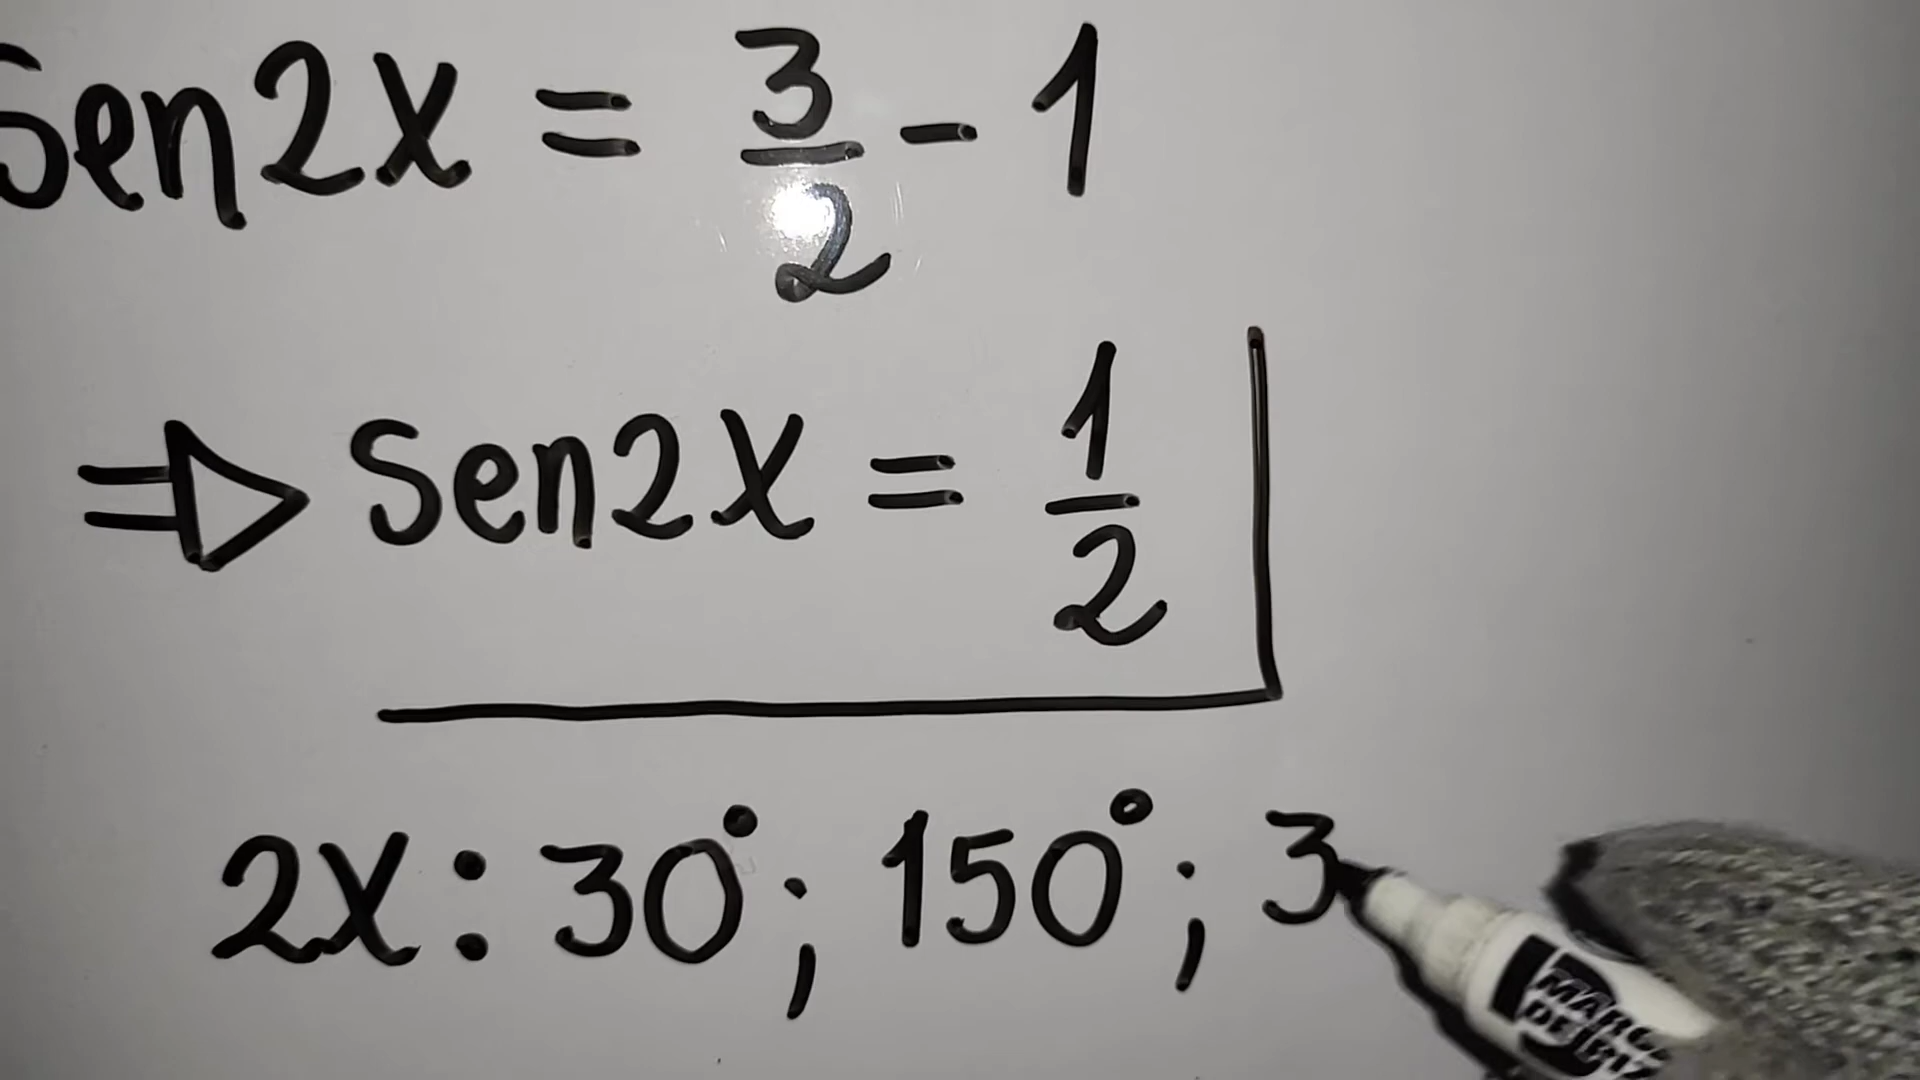 Sen2x = 3/2 - 1
⇒ Sen2x = 1/2
2x: 30°; 150°; 3